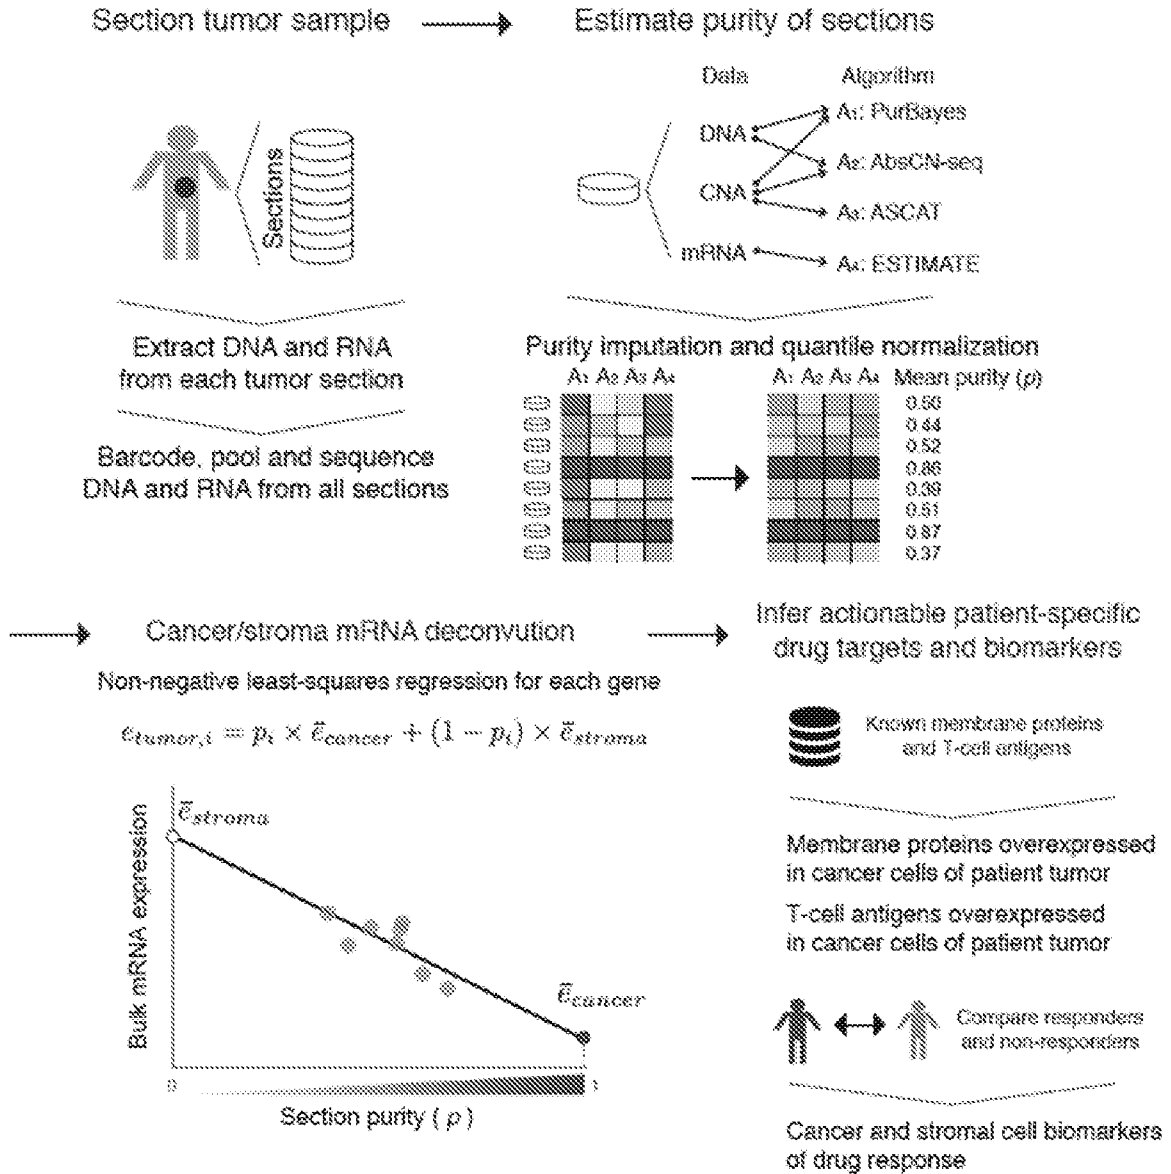 Section tumor sample
Estimate purity of sections
Data
Algorithm
DNA
CNA
mRNA
A1: PurBayes
A2: AbsCN-seq
A3: ASCAT
A4: ESTIMATE
Sections
Extract DNA and RNA
from each tumor section
Barcode, pool and sequence
DNA and RNA from all sections
Purity imputation and quantile normalization
A1 A2 A3 A4
A1 A2 A3 A4
Mean purity (p)
0.50
0.44
0.52
0.86
0.39
0.51
0.87
0.37
Cancer/stroma mRNA deconvution
Non-negative least-squares regression for each gene
e_tumor,i = p_i × ē_cancer + (1 − p_i) × ē_stroma
Bulk mRNA expression
ē_stroma
ē_cancer
0
1
Section purity ( p )
Infer actionable patient-specific
drug targets and biomarkers
Known membrane proteins
and T-cell antigens
Membrane proteins overexpressed
in cancer cells of patient tumor
T-cell antigens overexpressed
in cancer cells of patient tumor
Compare responders
and non-responders
Cancer and stromal cell biomarkers
of drug response